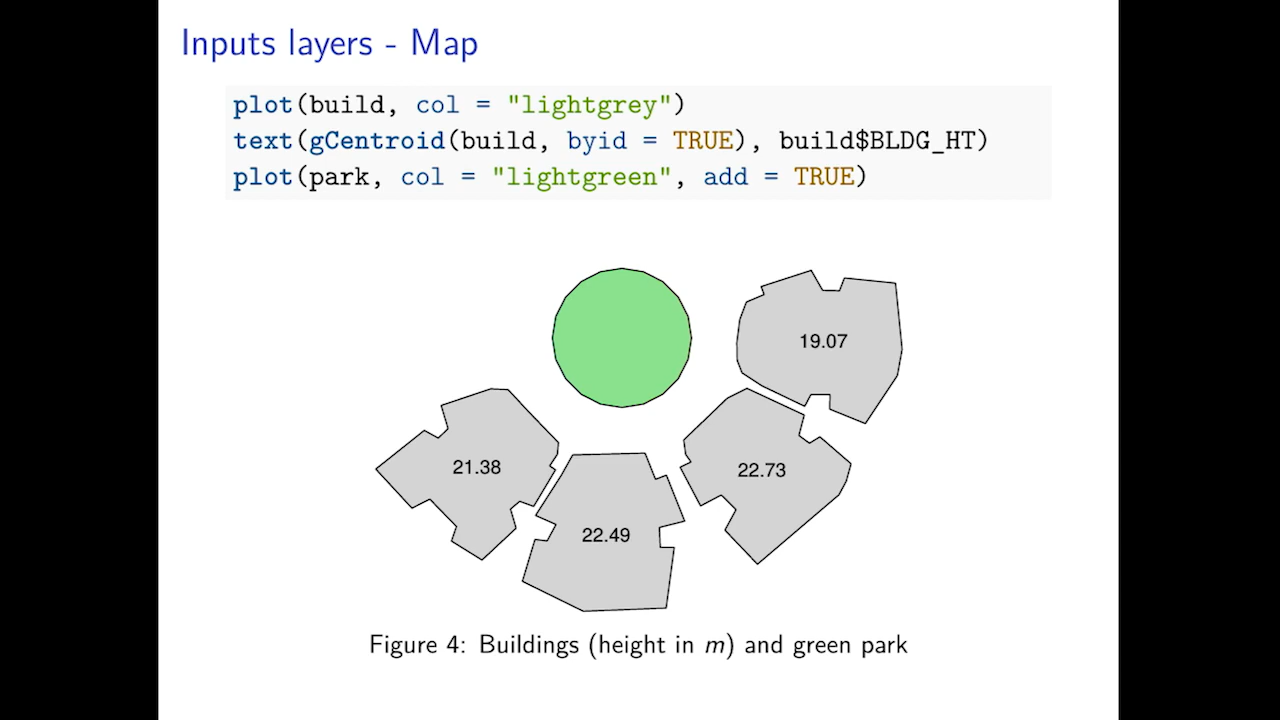 Inputs layers - Map
plot(build, col = "lightgrey")
text(gCentroid(build, byid = TRUE), build$BLDG_HT)
plot(park, col = "lightgreen", add = TRUE)
19.07
21.38
22.73
22.49
Figure 4: Buildings (height in m) and green park